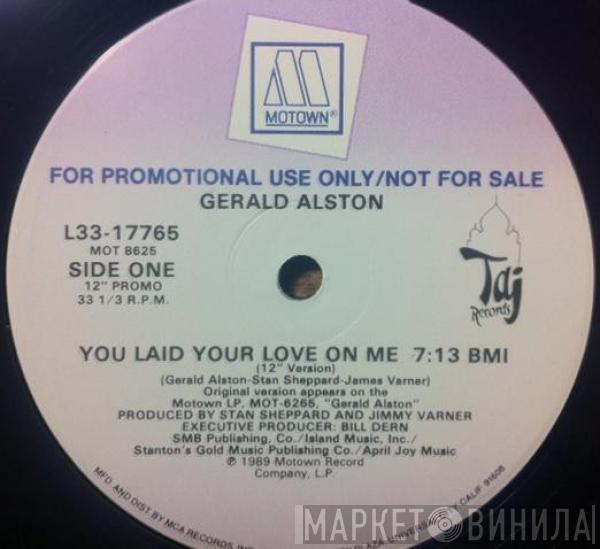 MOTOWN®
FOR PROMOTIONAL USE ONLY/NOT FOR SALE
GERALD ALSTON
L33-17765
MOT 8625
SIDE ONE
12" PROMO
33 1/3 R.P.M.
Taj
Records
YOU LAID YOUR LOVE ON ME 7:13 BMI
(12" Version)
(Gerald Alston-Stan Sheppard-James Varner)
Original version appears on the
Motown LP, MOT-6265, "Gerald Alston"
PRODUCED BY STAN SHEPPARD AND JIMMY VARNER
EXECUTIVE PRODUCER: BILL DERN
SMB Publishing, Co./Island Music, Inc./
Stanton's Gold Music Publishing Co./April Joy Music
℗ 1989 Motown Record
Company, L.P.
MFD AND DIST BY MCA RECORDS, PLAZA, CALIF. 91608
МАРКЕТ ВИНИЛА